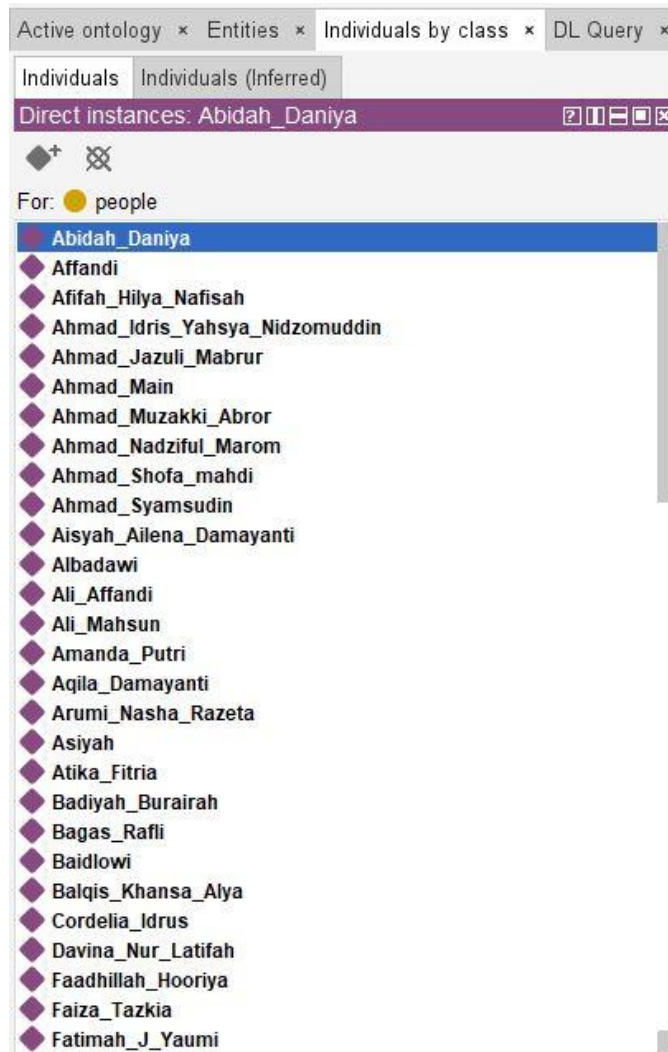 Active ontology × Entities × Individuals by class × DL Query ×
Individuals Individuals (Inferred)
Direct instances: Abidah_Daniya
For: people
Abidah_Daniya
Affandi
Afifah_Hilya_Nafisah
Ahmad_Idris_Yahsya_Nidzomuddin
Ahmad_Jazuli_Mabrur
Ahmad_Main
Ahmad_Muzakki_Abror
Ahmad_Nadziful_Marom
Ahmad_Shofa_mahdi
Ahmad_Syamsudin
Aisyah_Ailena_Damayanti
Albadawi
Ali_Affandi
Ali_Mahsun
Amanda_Putri
Aqila_Damayanti
Arumi_Nasha_Razeta
Asiyah
Atika_Fitria
Badiyah_Burairah
Bagas_Rafli
Baidlowi
Balqis_Khansa_Alya
Cordelia_Idrus
Davina_Nur_Latifah
Faadhillah_Hooriya
Faiza_Tazkia
Fatimah_J_Yaumi